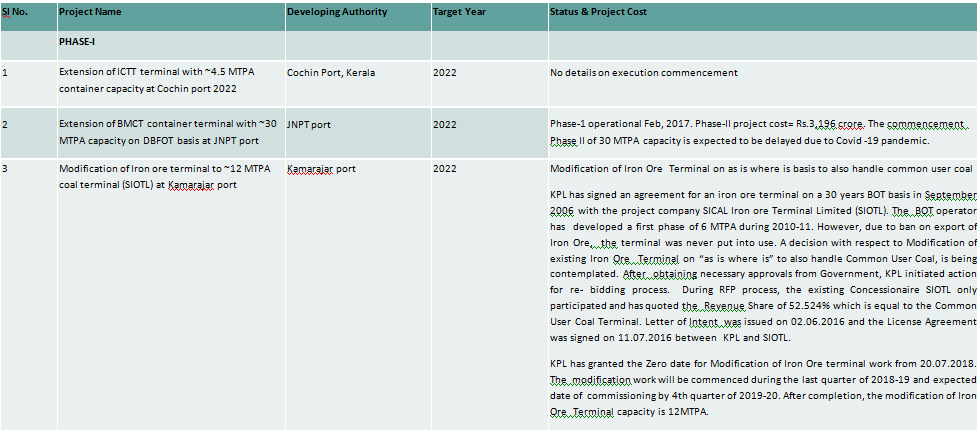 Sl No. Project Name Developing Authority Target Year Status & Project Cost
PHASE-I
1 Extension of ICTT terminal with ~4.5 MTPA Cochin Port, Kerala 2022 No details on execution commencement
container capacity at Cochin port 2022
2 Extension of BMCT container terminal with ~30 JNPT port 2022 Phase-1 operational Feb, 2017. Phase-II project cost= Rs.3,196 crore. The commencement
MTPA capacity on DBFOT basis at JNPT port Phase II of 30 MTPA capacity is expected to be delayed due to Covid -19 pandemic.
3 Modification of Iron ore terminal to ~12 MTPA Kamarajar port 2022 Modification of Iron Ore Terminal on as is where is basis to also handle common user coal
coal terminal (SIOTL) at Kamarajar port
KPL has signed an agreement for an iron ore terminal on a 30 years BOT basis in September
2006 with the project company SICAL Iron ore Terminal Limited (SIOTL). The BOT operator
has developed a first phase of 6 MTPA during 2010-11. However, due to ban on export of
Iron Ore, the terminal was never put into use. A decision with respect to Modification of
existing Iron Ore Terminal on "as is where is" to also handle Common User Coal, is being
contemplated. After obtaining necessary approvals from Government, KPL initiated action
for re- bidding process. During RFP process, the existing Concessionaire SIOTL only
participated and has quoted the Revenue Share of 52.524% which is equal to the Common
User Coal Terminal. Letter of Intent was issued on 02.06.2016 and the License Agreement
was signed on 11.07.2016 between KPL and SIOTL.
KPL has granted the Zero date for Modification of Iron Ore terminal work from 20.07.2018.
The modification work will be commenced during the last quarter of 2018-19 and expected
date of commissioning by 4th quarter of 2019-20. After completion, the modification of Iron
Ore Terminal capacity is 12MTPA.